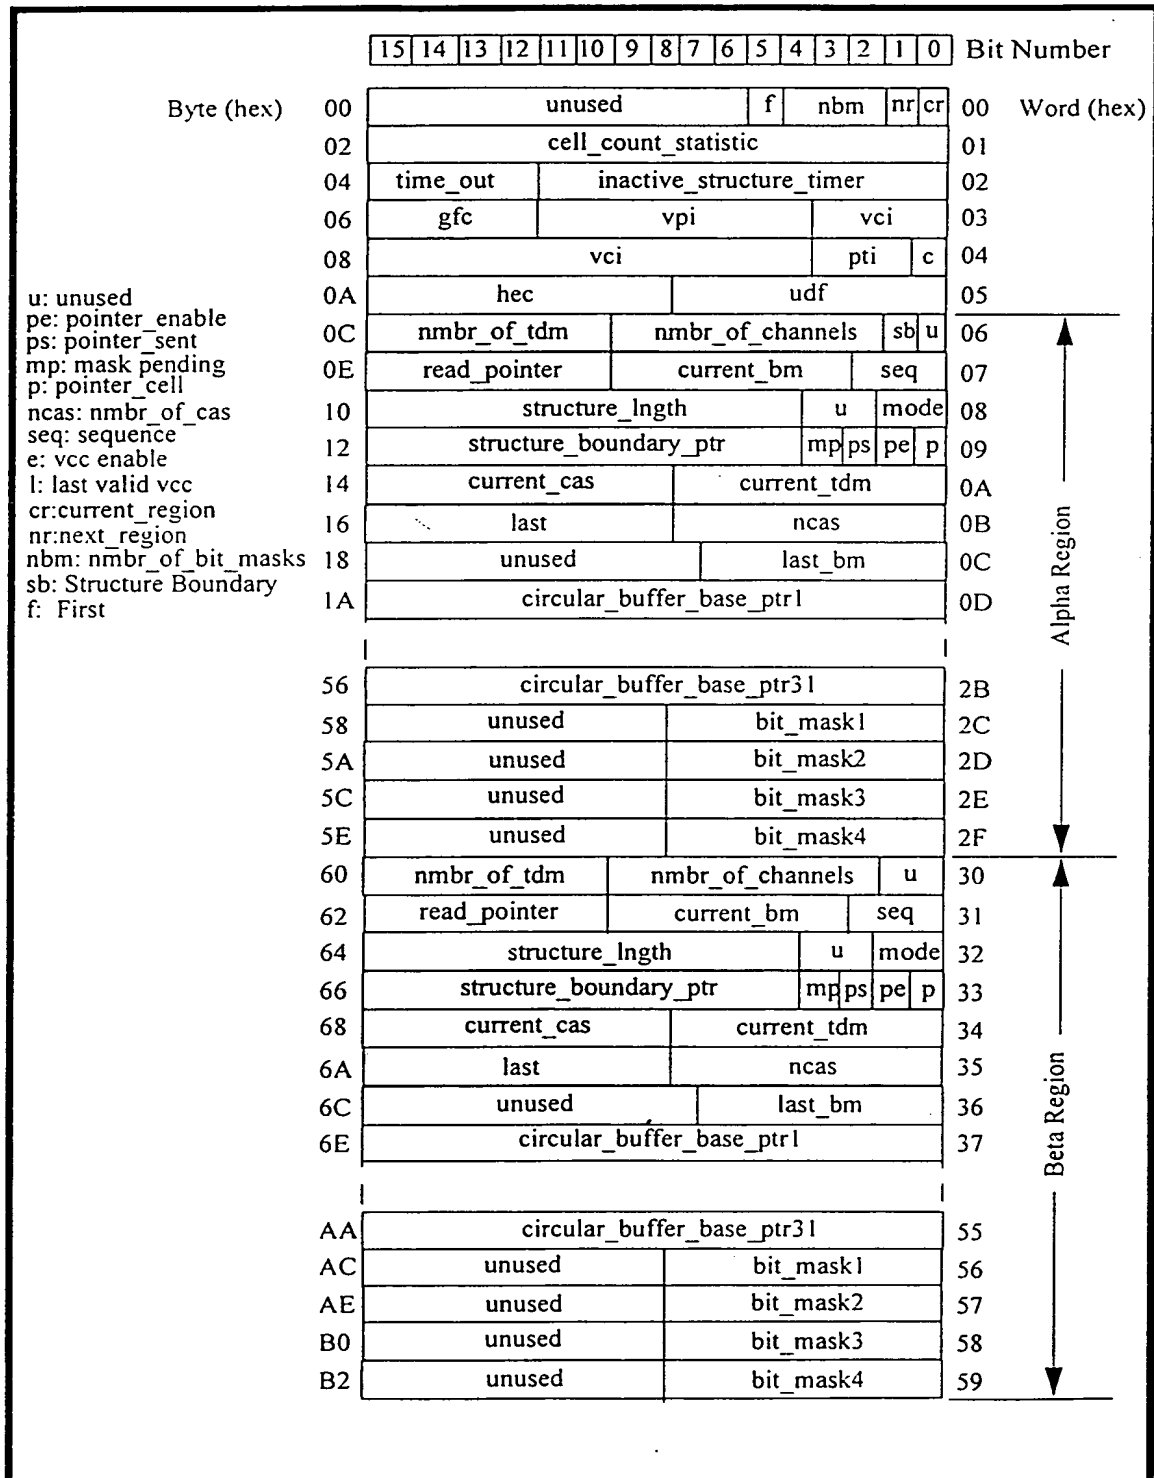 15 14 13 12 11 10 9 8 7 6 5 4 3 2 1 0 Bit Number
Byte (hex) 00 unused f nbm nr cr 00 Word (hex)
02 cell_count_statistic 01
04 time_out inactive_structure_timer 02
06 gfc vpi vci 03
08 vci pti c 04
0A hec udf 05
0C nmbr_of_tdm nmbr_of_channels sb u 06
0E read_pointer current_bm seq 07
10 structure_lngth u mode 08
12 structure_boundary_ptr mp ps pe p 09
14 current_cas current_tdm 0A
16 last ncas 0B
18 unused last_bm 0C
1A circular_buffer_base_ptr1 0D
56 circular_buffer_base_ptr31 2B
58 unused bit_mask1 2C
5A unused bit_mask2 2D
5C unused bit_mask3 2E
5E unused bit_mask4 2F
60 nmbr_of_tdm nmbr_of_channels u 30
62 read_pointer current_bm seq 31
64 structure_lngth u mode 32
66 structure_boundary_ptr mp ps pe p 33
68 current_cas current_tdm 34
6A last ncas 35
6C unused last_bm 36
6E circular_buffer_base_ptr1 37
AA circular_buffer_base_ptr31 55
AC unused bit_mask1 56
AE unused bit_mask2 57
B0 unused bit_mask3 58
B2 unused bit_mask4 59
u: unused
pe: pointer_enable
ps: pointer_sent
mp: mask pending
p: pointer_cell
ncas: nmbr_of_cas
seq: sequence
e: vcc enable
l: last valid vcc
cr:current_region
nr:next_region
nbm: nmbr_of_bit_masks
sb: Structure Boundary
f: First
Alpha Region
Beta Region